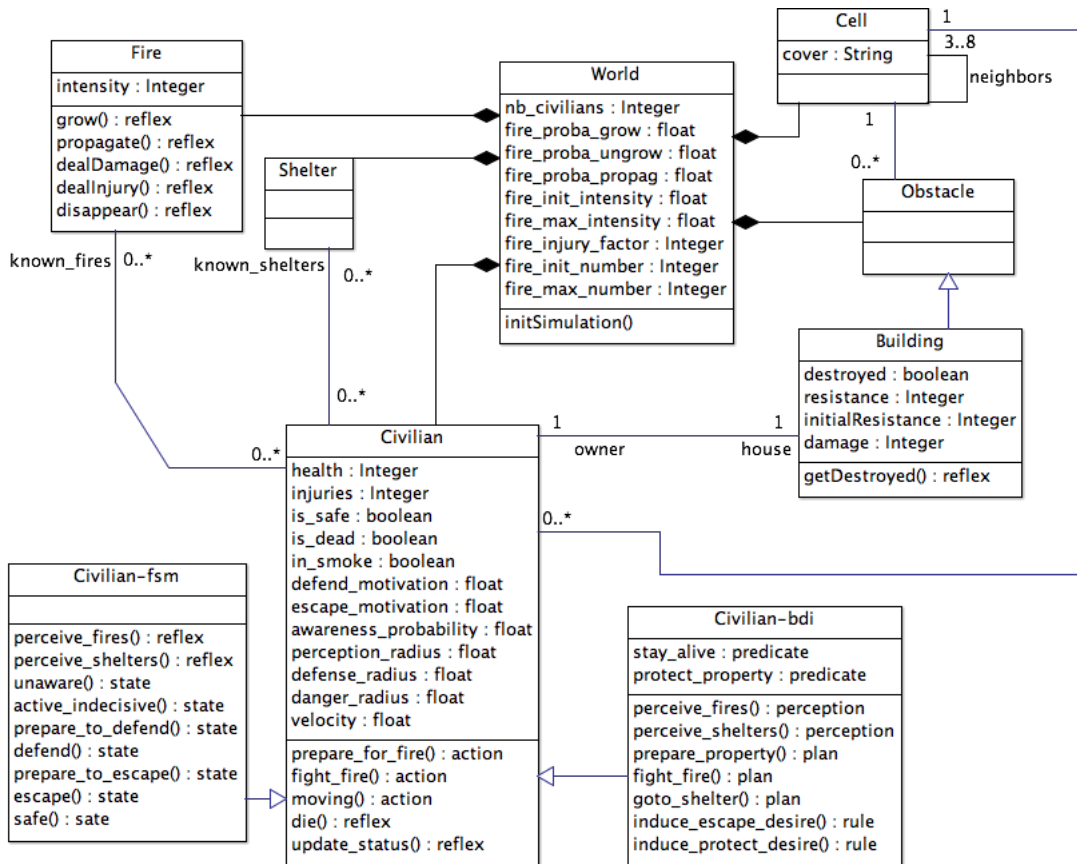 Fire
intensity : Integer
grow() : reflex
propagate() : reflex
dealDamage() : reflex
dealInjury() : reflex
disappear() : reflex
known_fires
0..*
Shelter
known_shelters
0..*
World
nb_civilians : Integer
fire_proba_grow : float
fire_proba_ungrow : float
fire_proba_propag : float
fire_init_intensity : float
fire_max_intensity : float
fire_injury_factor : Integer
fire_init_number : Integer
fire_max_number : Integer
initSimulation()
Cell
cover : String
1
3..8
neighbors
1
0..*
Obstacle
Building
destroyed : boolean
resistance : Integer
initialResistance : Integer
damage : Integer
getDestroyed() : reflex
0..*
0..*
1
owner
1
house
0..*
Civilian
health : Integer
injuries : Integer
is_safe : boolean
is_dead : boolean
in_smoke : boolean
defend_motivation : float
escape_motivation : float
awareness_probability : float
perception_radius : float
defense_radius : float
danger_radius : float
velocity : float
prepare_for_fire() : action
fight_fire() : action
moving() : action
die() : reflex
update_status() : reflex
Civilian-fsm
perceive_fires() : reflex
perceive_shelters() : reflex
unaware() : state
active_indecisive() : state
prepare_to_defend() : state
defend() : state
prepare_to_escape() : state
escape() : state
safe() : sate
Civilian-bdi
stay_alive : predicate
protect_property : predicate
perceive_fires() : perception
perceive_shelters() : perception
prepare_property() : plan
fight_fire() : plan
goto_shelter() : plan
induce_escape_desire() : rule
induce_protect_desire() : rule